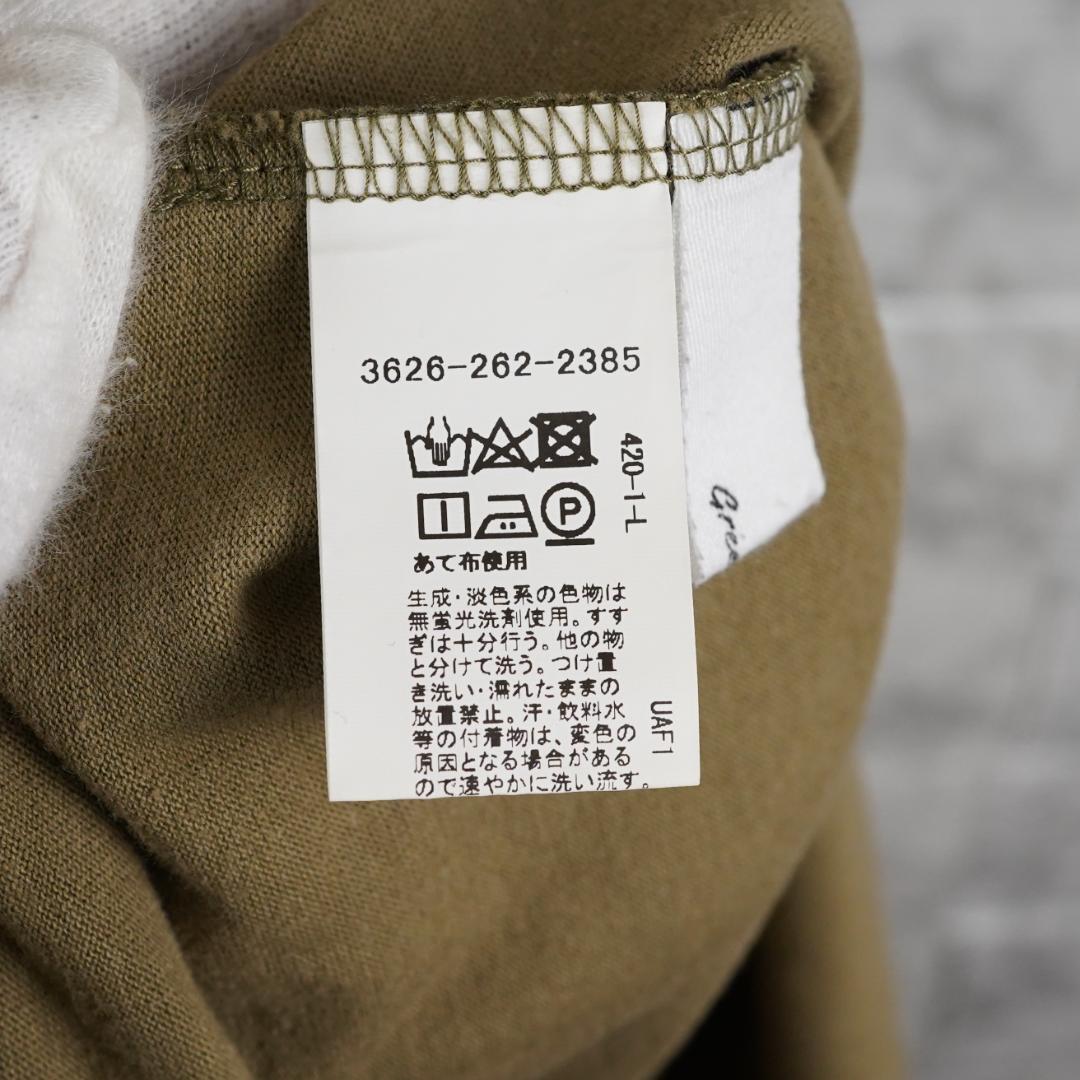 3626-262-2385
420-1-L
P
あて布使用
生成・淡色系の色物は
無蛍光洗剤使用。すす
ぎは十分行う。他の物
と分けて洗う。つけ置
き洗い・濡れたままの
放置禁止。汗・飲料水
等の付着物は、変色の
原因となる場合がある
ので速やかに洗い流す。
UAF1